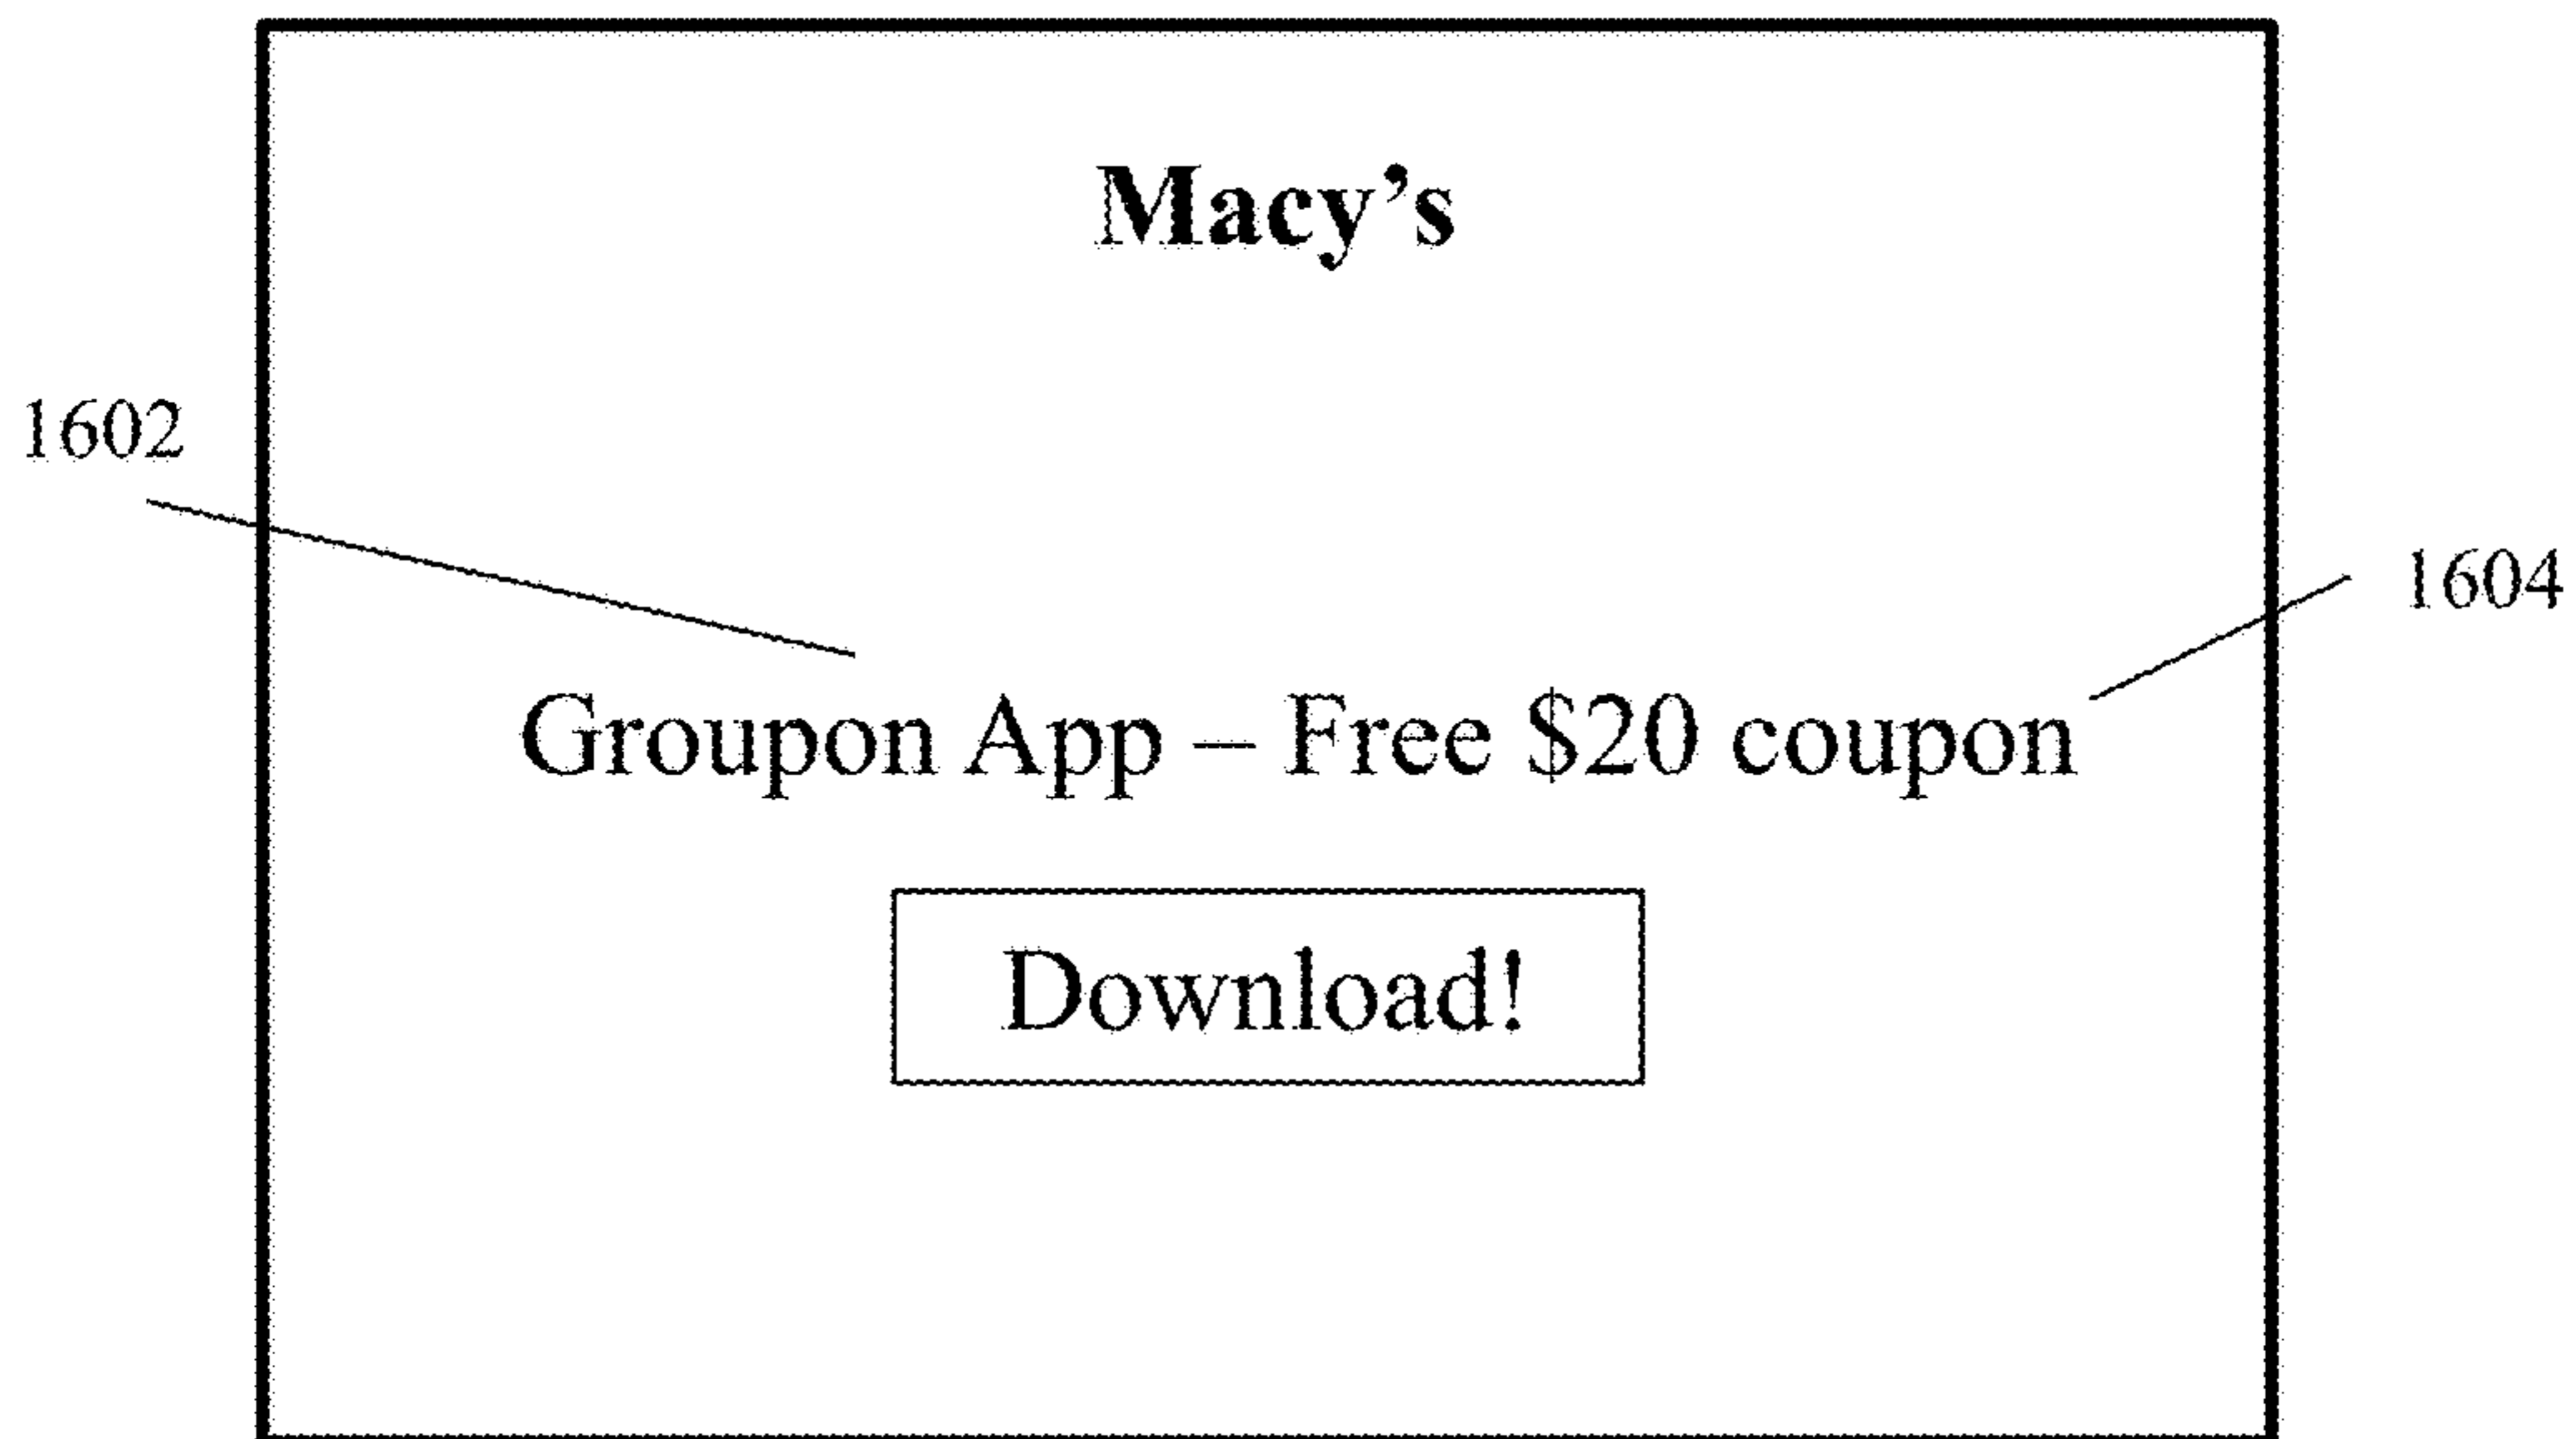 Macy’s
1602
1604
Groupon App – Free $20 coupon
Download!